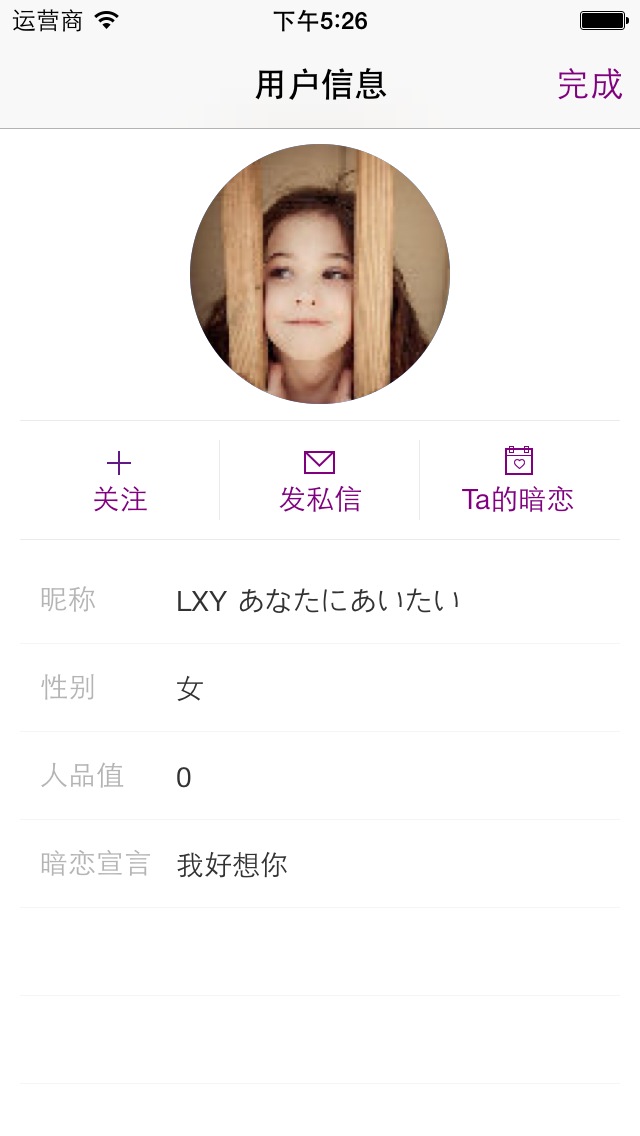 运营商 下午5:26
用户信息 完成
关注 发私信 Ta的暗恋
昵称 LXY あなたにあいたい
性别 女
人品值 0
暗恋宣言 我好想你